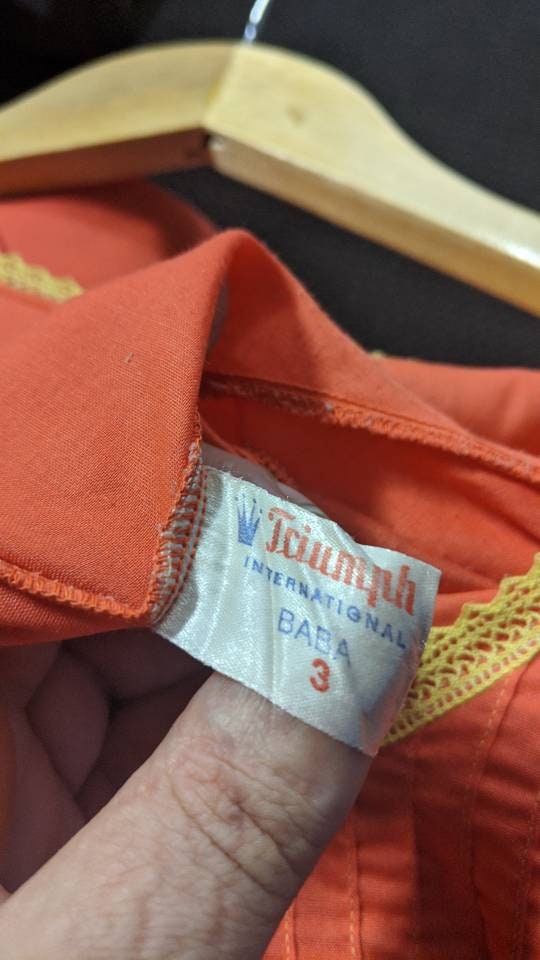 Triumph
INTERNATIONAL
BABA
3